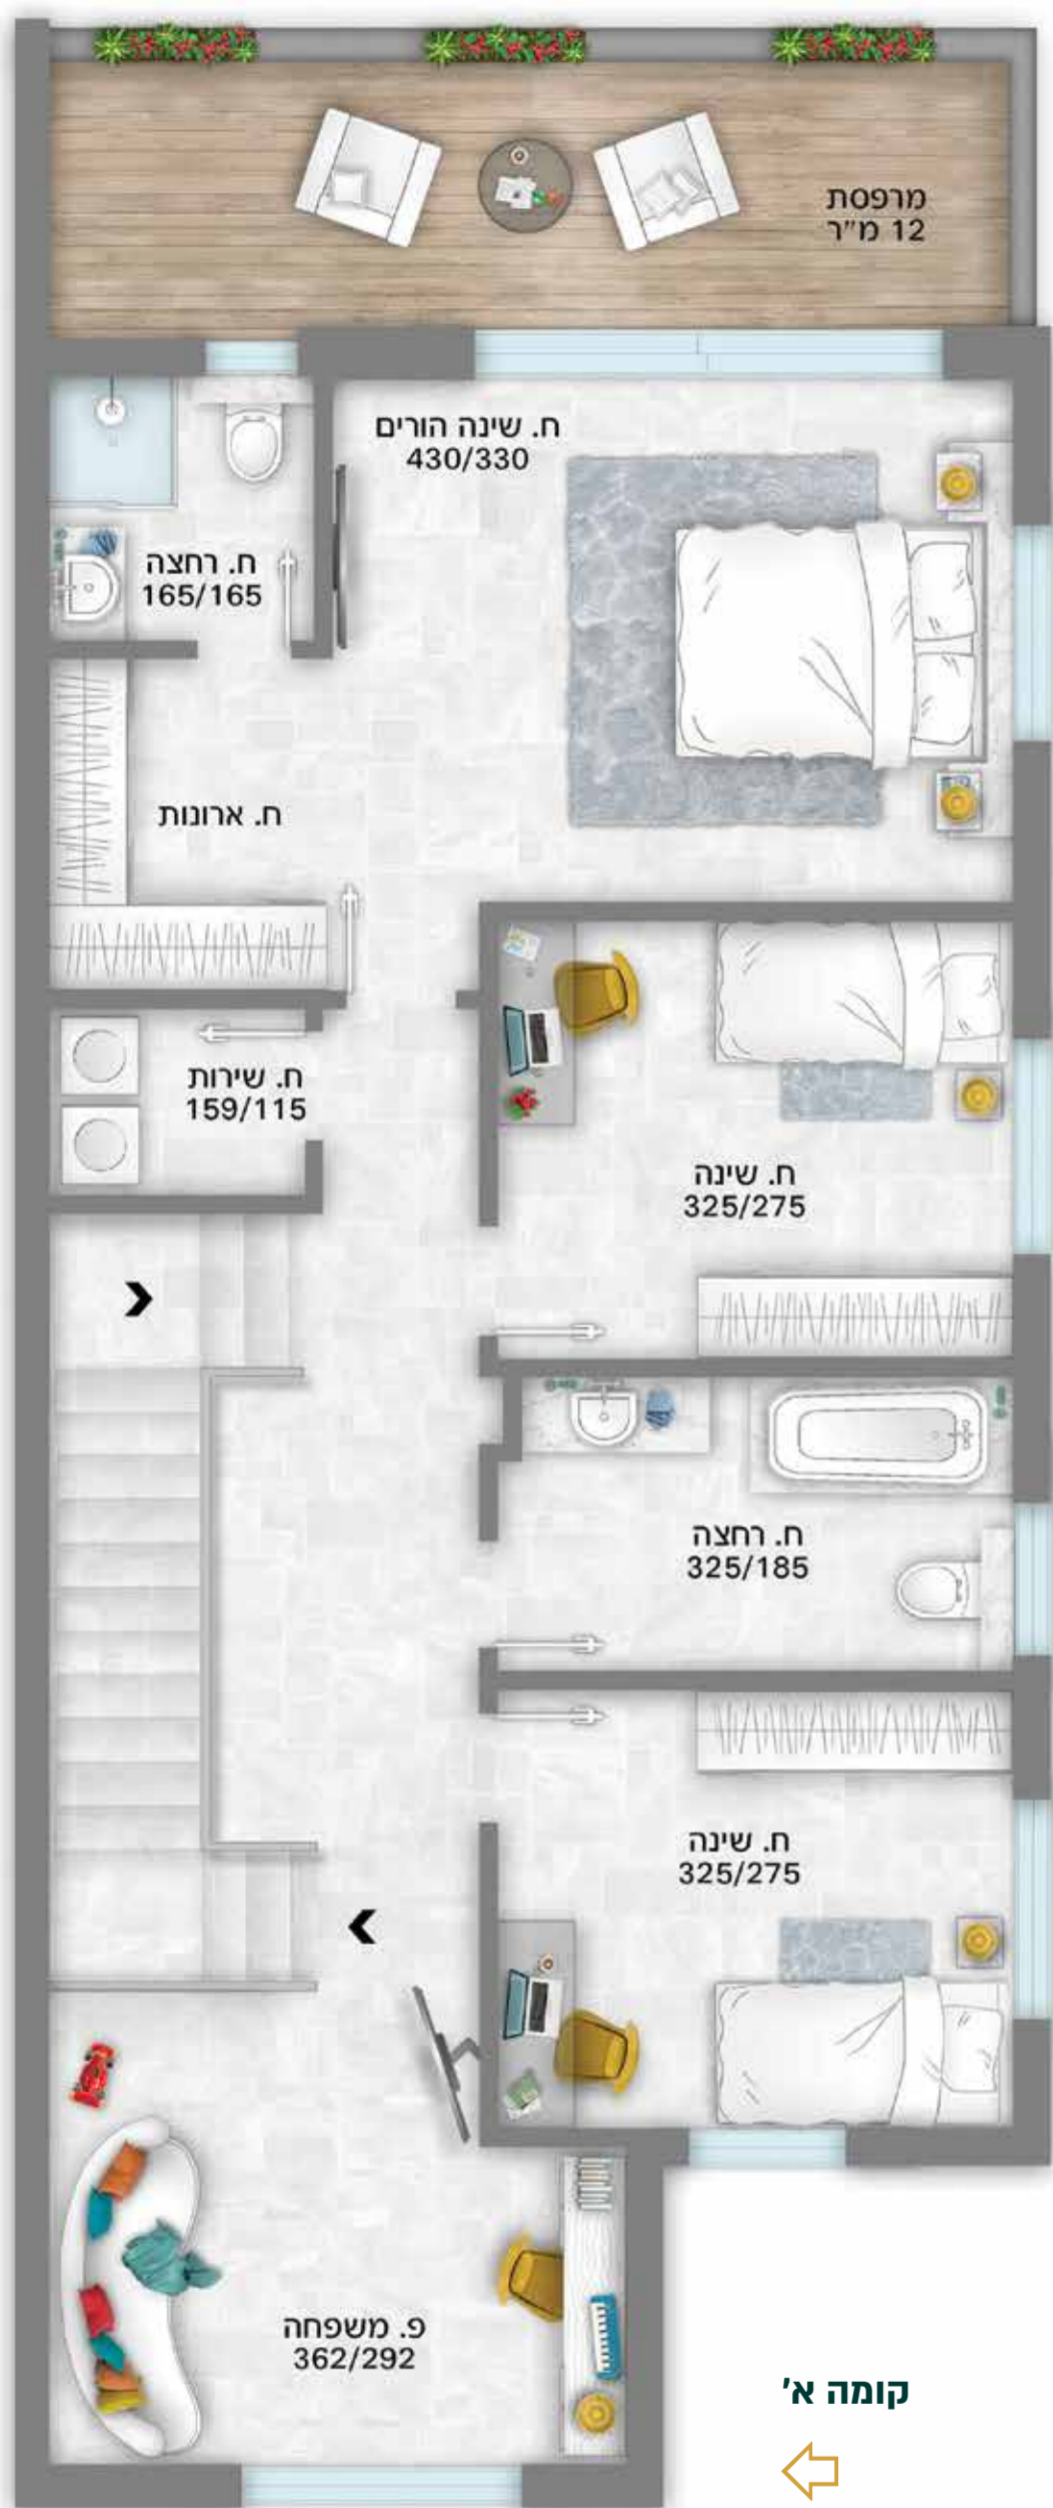 מרפסת
12 מ"ר
ח. שינה הורים
430/330
ח. רחצה
165/165
ח. ארונות
ח. שירות
159/115
ח. שינה
325/275
ח. רחצה
325/185
ח. שינה
325/275
פ. משפחה
362/292
קומה א'